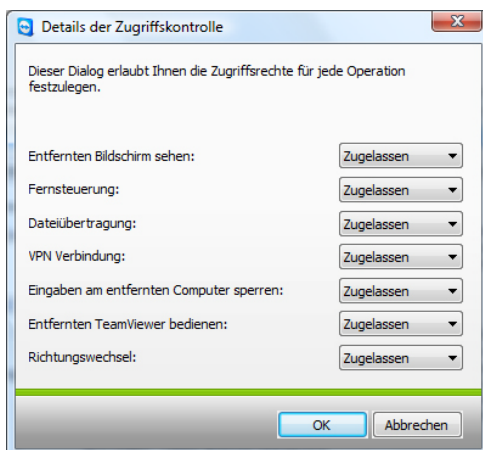 Details der Zugriffskontrolle
Dieser Dialog erlaubt Ihnen die Zugriffsrechte für jede Operation
festzulegen.
Entfernten Bildschirm sehen: Zugelassen
Fernsteuerung: Zugelassen
Dateiübertragung: Zugelassen
VPN Verbindung: Zugelassen
Eingaben am entfernten Computer sperren: Zugelassen
Entfernten TeamViewer bedienen: Zugelassen
Richtungswechsel: Zugelassen
OK Abbrechen